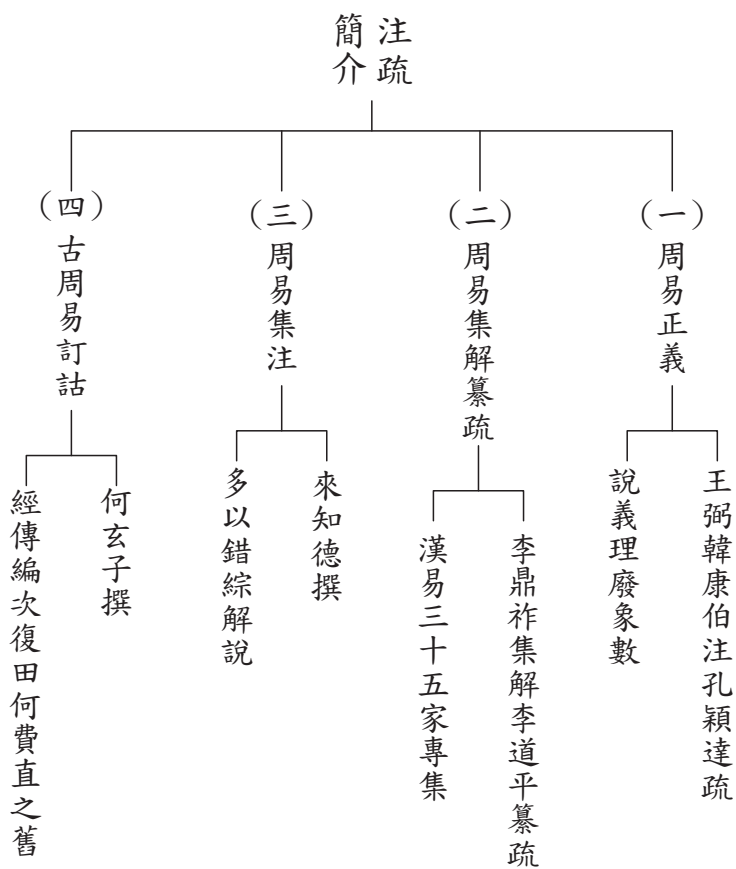 注疏
簡介
（一）周易正義
王弼韓康伯注孔穎達疏
說義理廢象數
（二）周易集解纂疏
李鼎祚集解李道平纂疏
漢易三十五家專集
（三）周易集注
來知德撰
多以錯綜解說
（四）古周易訂詁
何玄子撰
經傳編次復田何費直之舊